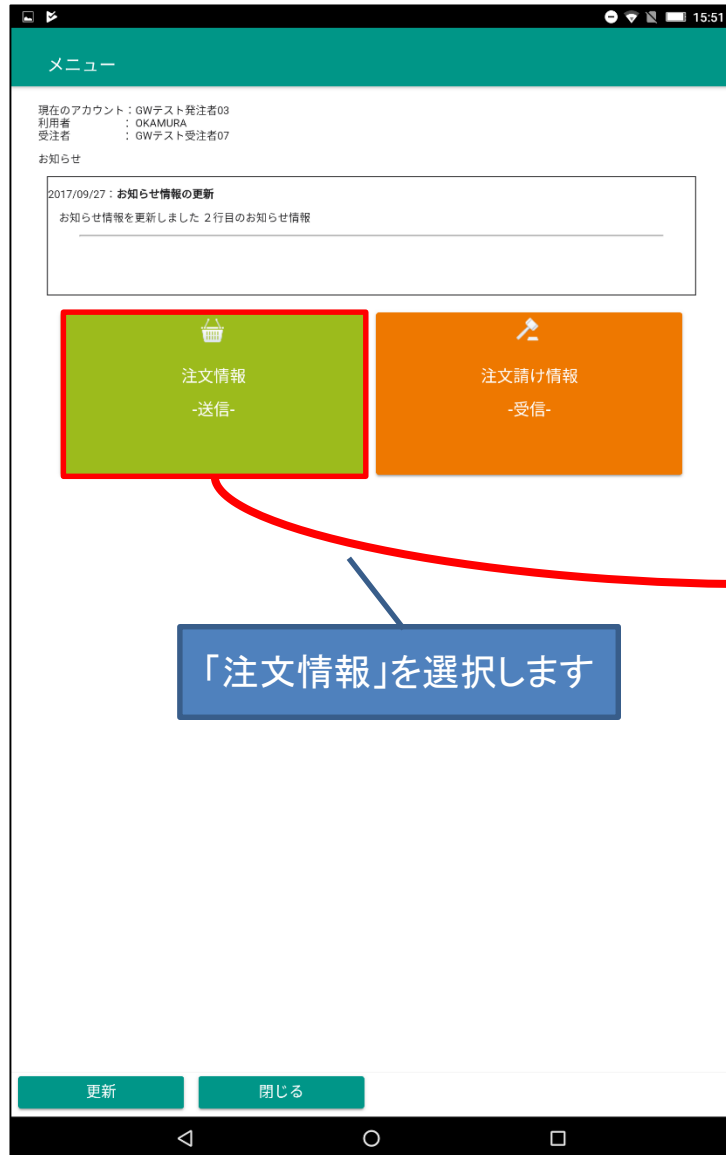 15:51
メニュー
現在のアカウント：GWテスト発注者03
利用者　　　　　：OKAMURA
受注者　　　　　：GWテスト受注者07
お知らせ
2017/09/27：お知らせ情報の更新
お知らせ情報を更新しました 2行目のお知らせ情報
注文情報
-送信-
注文請け情報
-受信-
「注文情報」を選択します
更新
閉じる